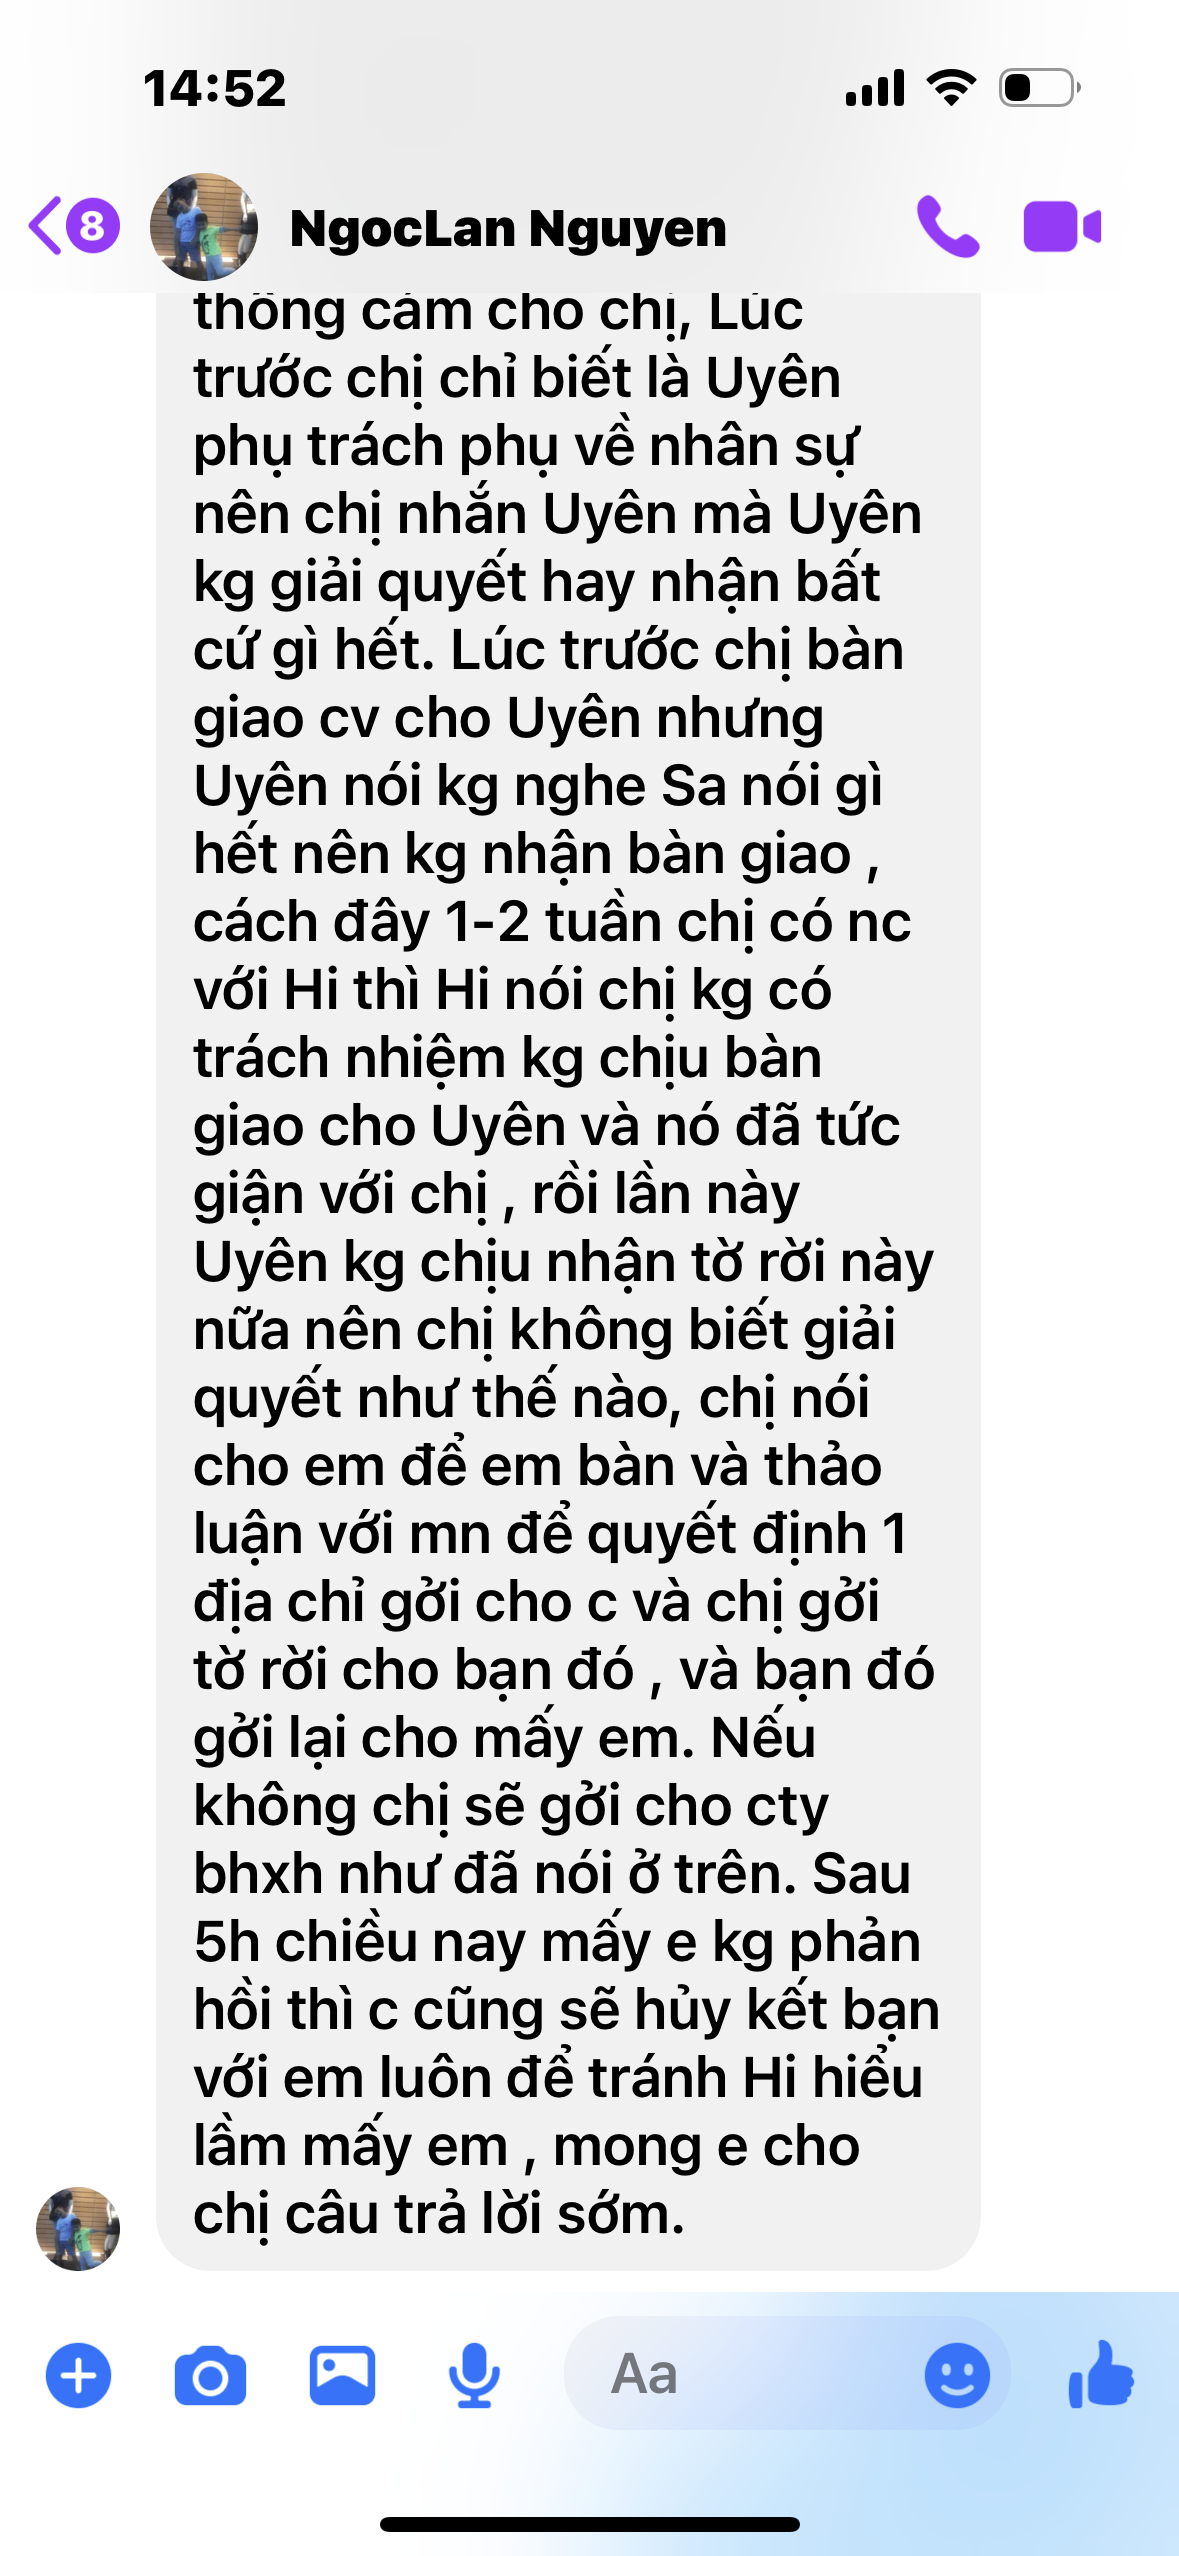 14:52
8
NgocLan Nguyen
thông cảm cho chị, Lúc
trước chị chỉ biết là Uyên
phụ trách phụ về nhân sự
nên chị nhắn Uyên mà Uyên
kg giải quyết hay nhận bất
cứ gì hết. Lúc trước chị bàn
giao cv cho Uyên nhưng
Uyên nói kg nghe Sa nói gì
hết nên kg nhận bàn giao ,
cách đây 1-2 tuần chị có nc
với Hi thì Hi nói chị kg có
trách nhiệm kg chịu bàn
giao cho Uyên và nó đã tức
giận với chị , rồi lần này
Uyên kg chịu nhận tờ rời này
nữa nên chị không biết giải
quyết như thế nào, chị nói
cho em để em bàn và thảo
luận với mn để quyết định 1
địa chỉ gởi cho c và chị gởi
tờ rời cho bạn đó , và bạn đó
gởi lại cho mấy em. Nếu
không chị sẽ gởi cho cty
bhxh như đã nói ở trên. Sau
5h chiều nay mấy e kg phản
hồi thì c cũng sẽ hủy kết bạn
với em luôn để tránh Hi hiểu
lầm mấy em , mong e cho
chị câu trả lời sớm.
Aa